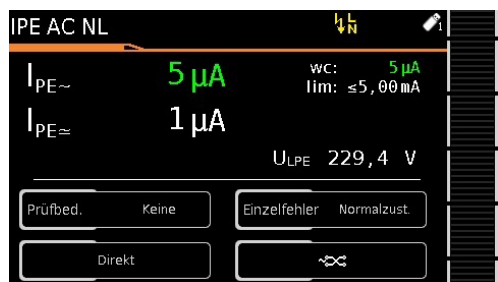 IPE AC NL L N 1
IPE~ 5 µA wc: 5 µA
lim: ≤5,00 mA
IPE≃ 1 µA
ULPE 229,4 V
Prüfbed. Keine Einzelfehler Normalzust.
Direkt